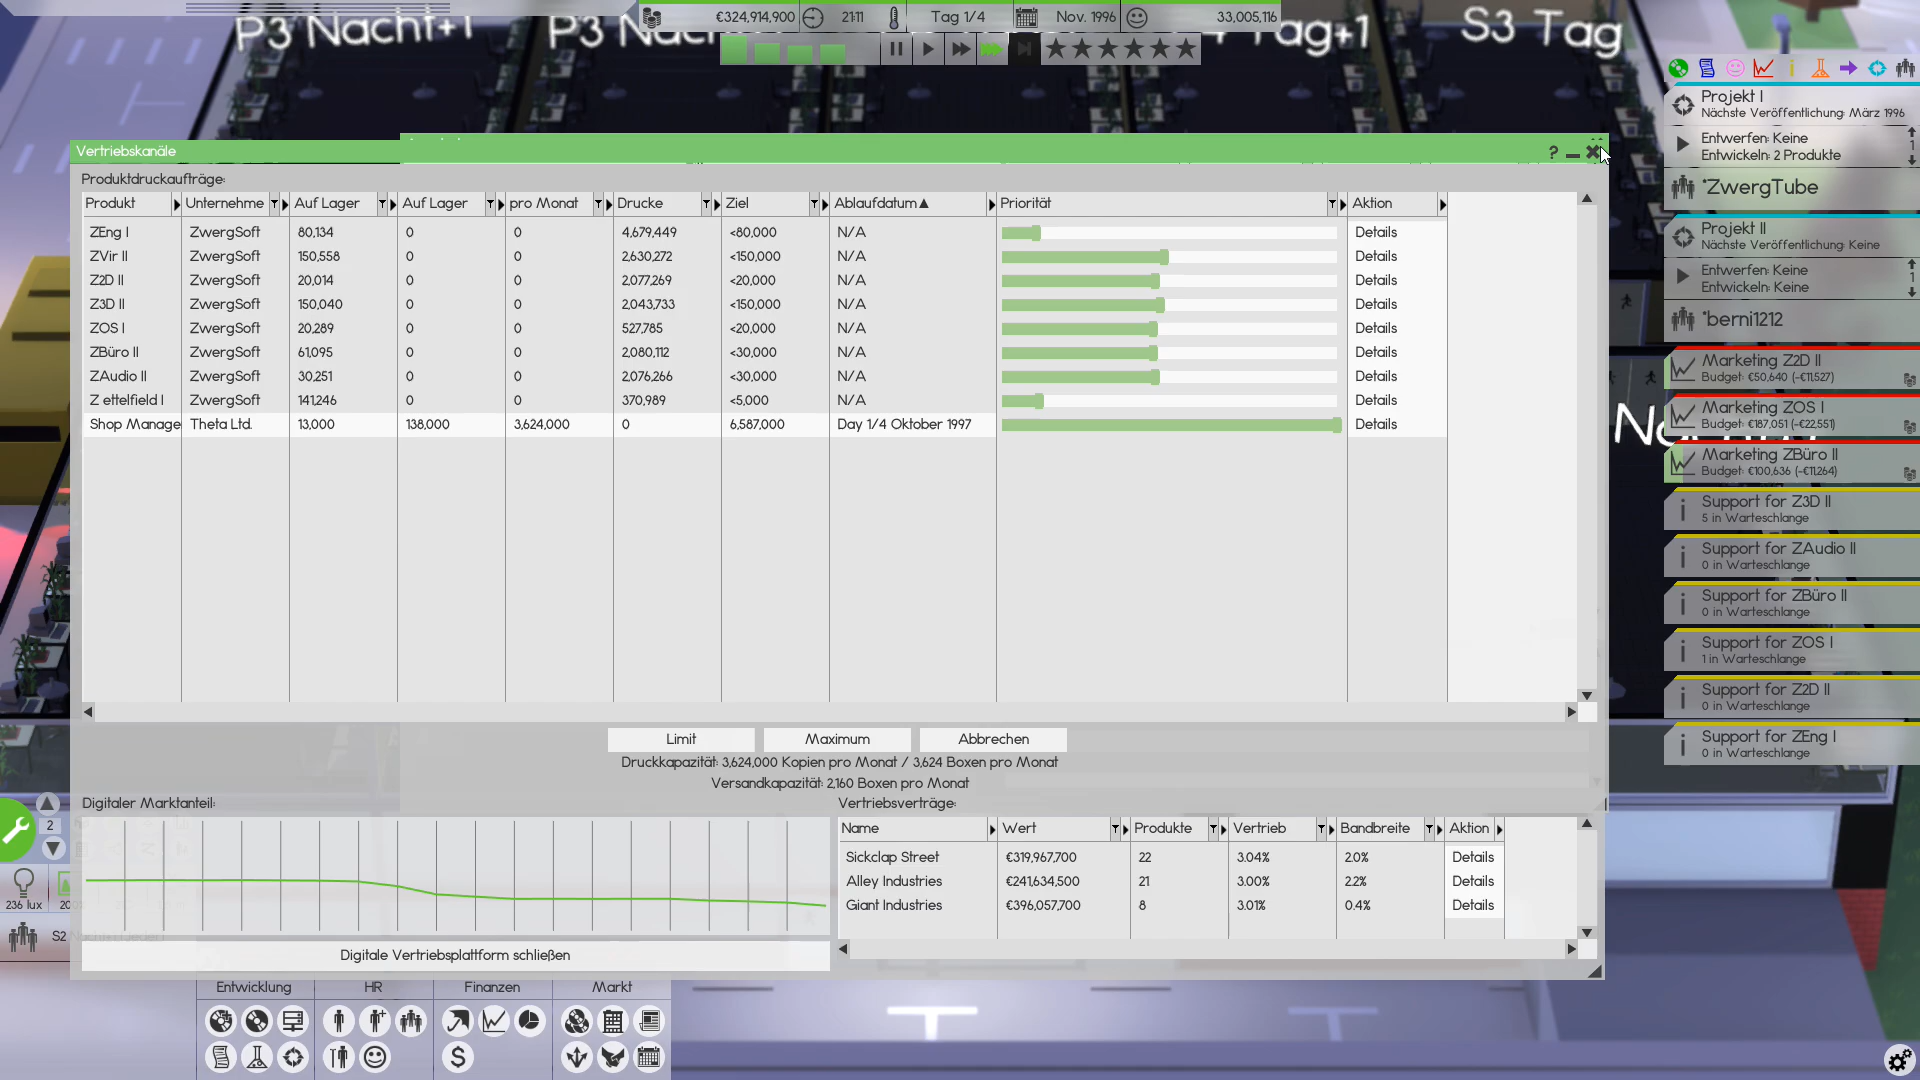 P3 Nacht+1
P3
Tag+1
S3 Tag
€324,914,900
21:11
Tag 1/4
Nov. 1996
33,005,116
Projekt I
Nächste Veröffentlichung: März 1996
Entwerfen: Keine
Entwickeln: 2 Produkte
1
*ZwergTube
Projekt II
Nächste Veröffentlichung: Keine
Entwerfen: Keine
Entwickeln: Keine
1
*berni1212
Marketing Z2D II
Budget: €50,640 (-€11,527)
Marketing ZOS I
Budget: €187,051 (-€22,551)
Marketing ZBüro II
Budget: €100,636 (-€11,264)
Support for Z3D II
5 in Warteschlange
Support for ZAudio II
0 in Warteschlange
Support for ZBüro II
0 in Warteschlange
Support for ZOS I
1 in Warteschlange
Support for Z2D II
0 in Warteschlange
Support for ZEng I
0 in Warteschlange
Vertriebskanäle
?
Produktdruckaufträge:
Produkt Unternehme Auf Lager Auf Lager pro Monat Drucke Ziel Ablaufdatum▲ Priorität Aktion
ZEng I ZwergSoft 80,134 0 0 4,679,449 <80,000 N/A Details
ZVir II ZwergSoft 150,558 0 0 2,630,272 <150,000 N/A Details
Z2D II ZwergSoft 20,014 0 0 2,077,269 <20,000 N/A Details
Z3D II ZwergSoft 150,040 0 0 2,043,733 <150,000 N/A Details
ZOS I ZwergSoft 20,289 0 0 527,785 <20,000 N/A Details
ZBüro II ZwergSoft 61,095 0 0 2,080,112 <30,000 N/A Details
ZAudio II ZwergSoft 30,251 0 0 2,076,266 <30,000 N/A Details
Z ettelfield I ZwergSoft 141,246 0 0 370,989 <5,000 N/A Details
Shop Manage Theta Ltd. 13,000 138,000 3,624,000 0 6,587,000 Day 1/4 Oktober 1997 Details
Limit Maximum Abbrechen
Druckkapazität: 3,624,000 Kopien pro Monat / 3,624 Boxen pro Monat
Versandkapazität: 2,160 Boxen pro Monat
Digitaler Marktanteil:
Digitale Vertriebsplattform schließen
Vertriebsverträge:
Name Wert Produkte Vertrieb Bandbreite Aktion
Sickclap Street €319,967,700 22 3.04% 2.0% Details
Alley Industries €241,634,500 21 3.00% 2.2% Details
Giant Industries €396,057,700 8 3.01% 0.4% Details
2
236 lux
S2
Entwicklung HR Finanzen Markt